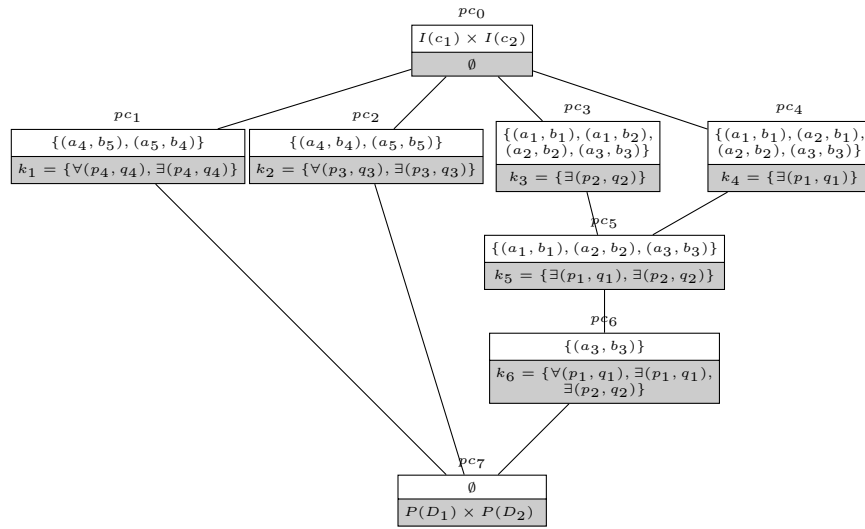 pc₀
I(c₁) × I(c₂)
∅
pc₁
{(a₄, b₅), (a₅, b₄)}
k₁ = {∀(p₄, q₄), ∃(p₄, q₄)}
pc₂
{(a₄, b₄), (a₅, b₅)}
k₂ = {∀(p₃, q₃), ∃(p₃, q₃)}
pc₃
{(a₁, b₁), (a₁, b₂),
(a₂, b₂), (a₃, b₃)}
k₃ = {∃(p₂, q₂)}
pc₄
{(a₁, b₁), (a₂, b₁),
(a₂, b₂), (a₃, b₃)}
k₄ = {∃(p₁, q₁)}
pc₅
{(a₁, b₁), (a₂, b₂), (a₃, b₃)}
k₅ = {∃(p₁, q₁), ∃(p₂, q₂)}
pc₆
{(a₃, b₃)}
k₆ = {∀(p₁, q₁), ∃(p₁, q₁),
∃(p₂, q₂)}
pc₇
∅
P(D₁) × P(D₂)